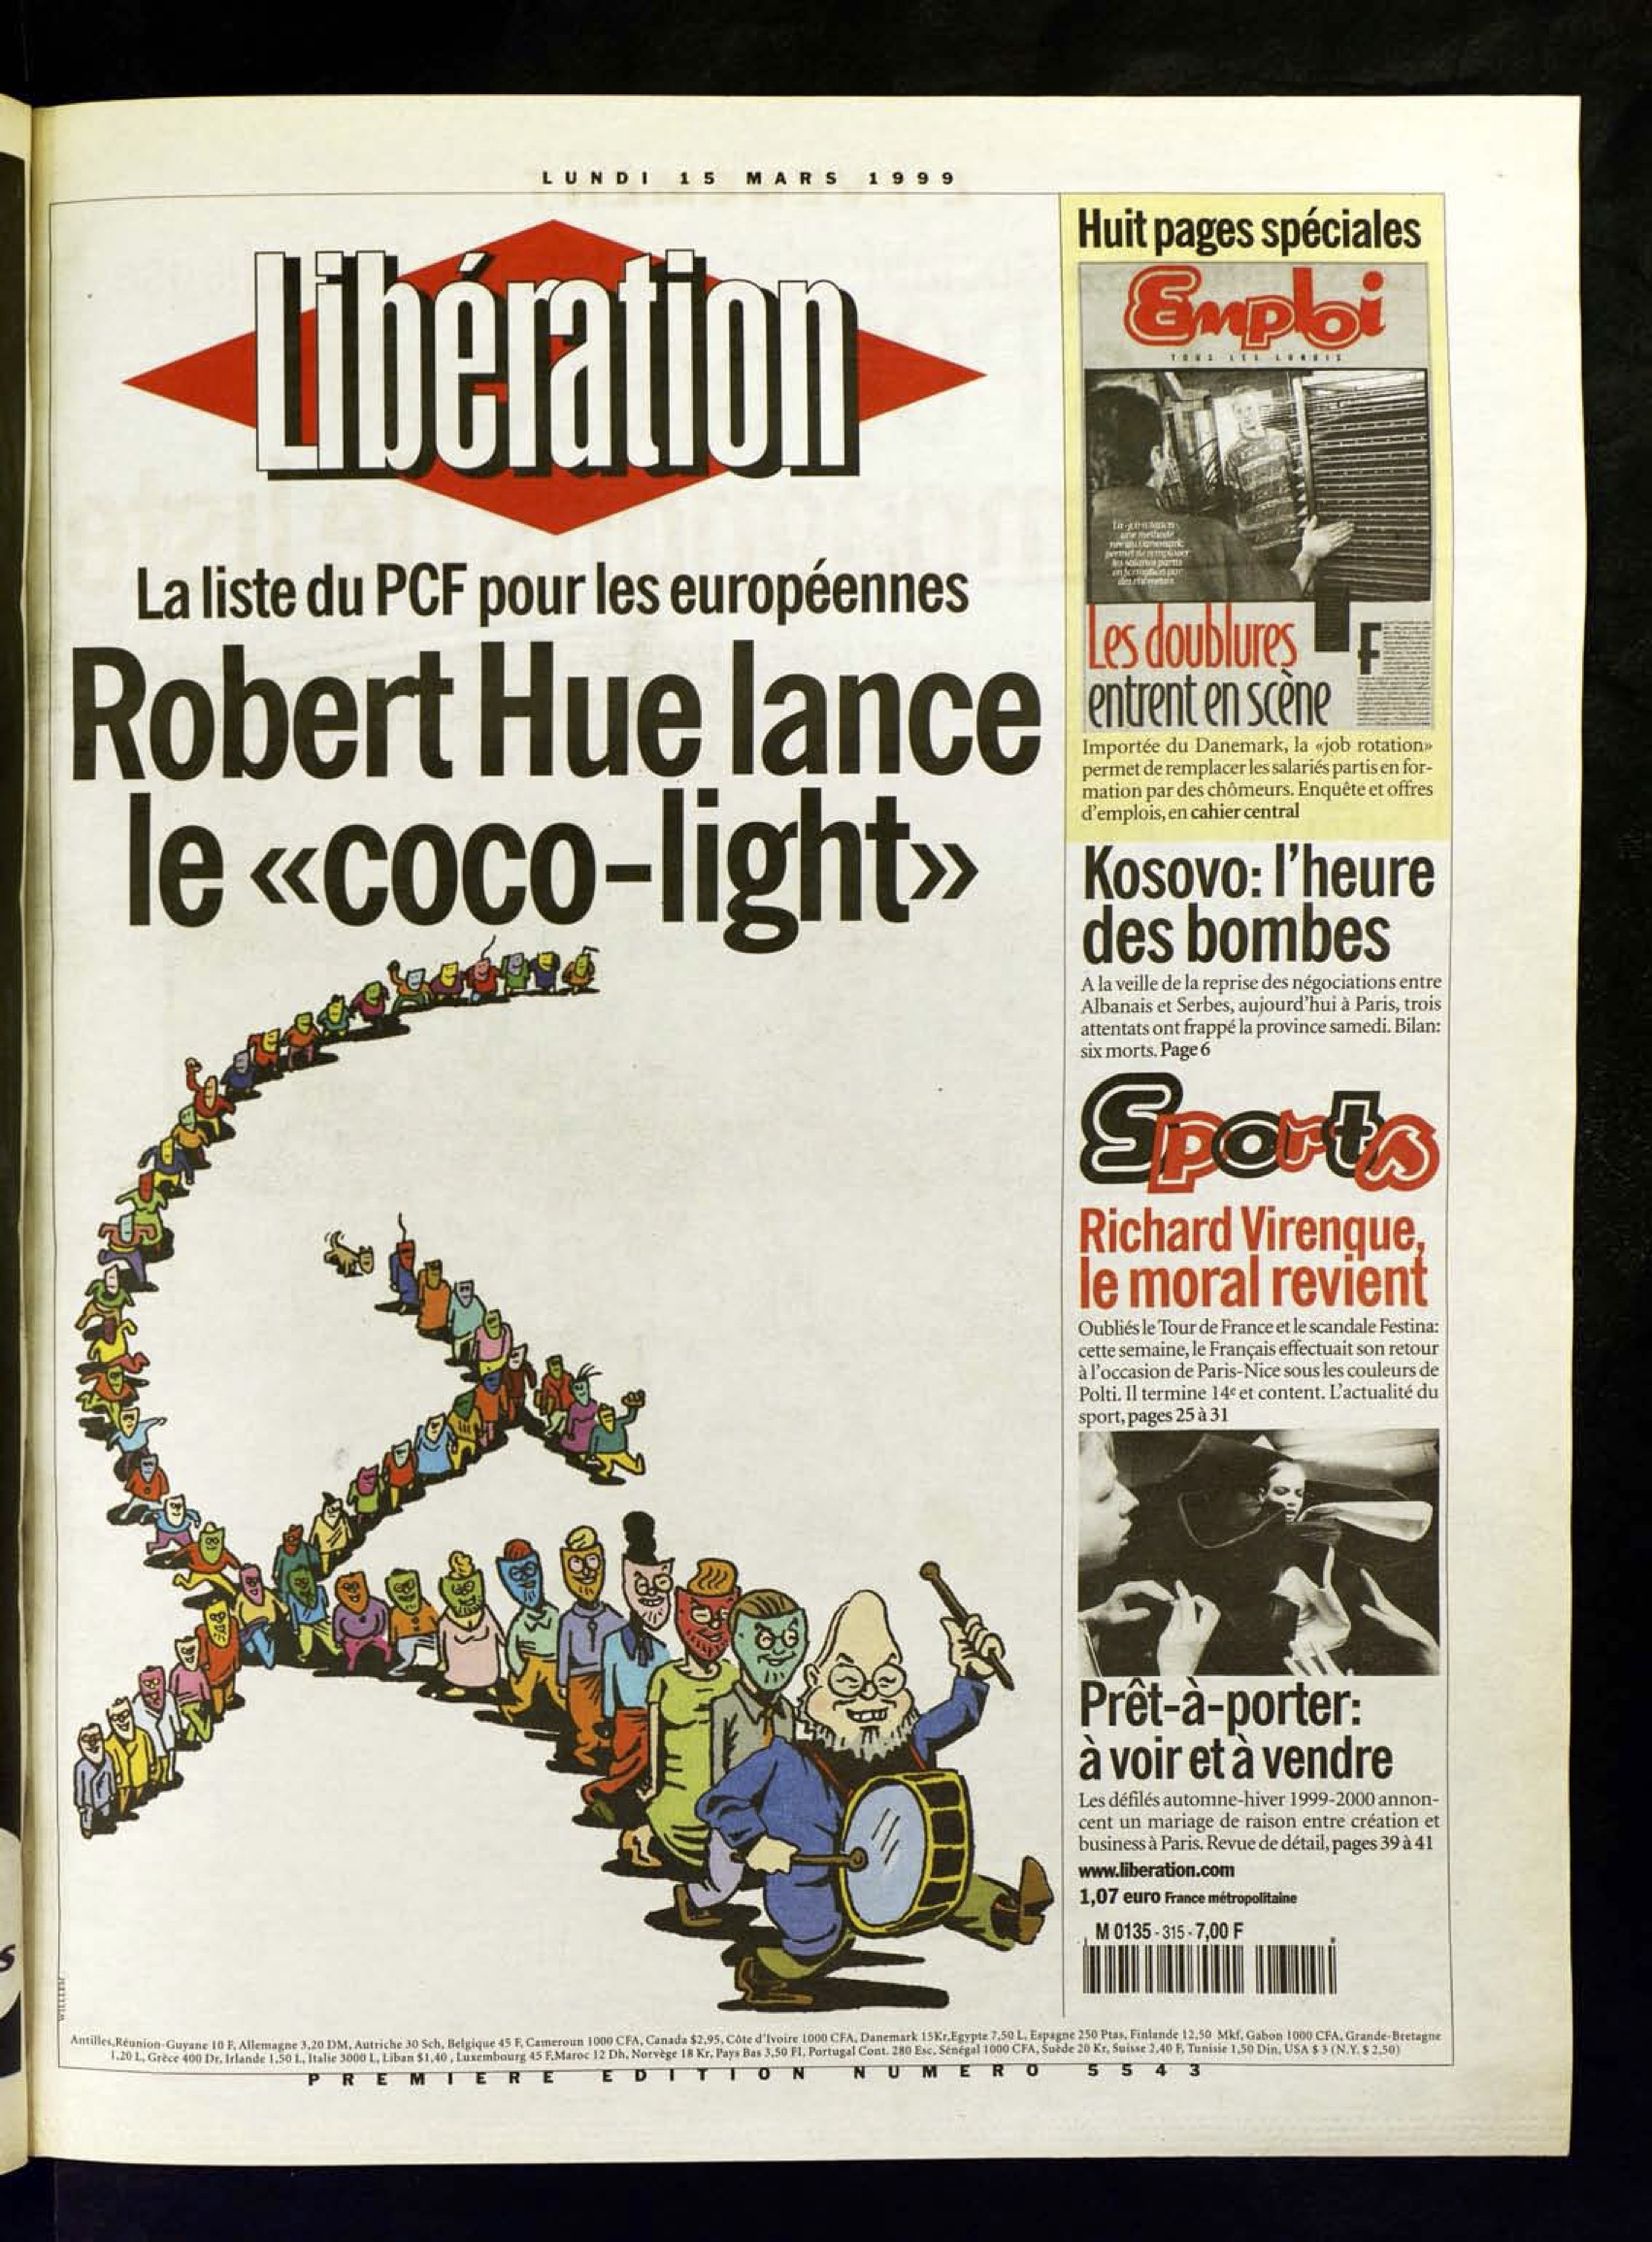 LUNDI 15 MARS 1999
Libération
La liste du PCF pour les européennes
Robert Hue lance
le «coco-light»
Huit pages spéciales
Emploi
TOUS LES LUNDIS
Les doublures
entrent en scène
F
Importée du Danemark, la «job rotation»
permet de remplacer les salariés partis en for-
mation par des chômeurs. Enquête et offres
d'emplois, en cahier central
Kosovo: l'heure
des bombes
A la veille de la reprise des négociations entre
Albanais et Serbes, aujourd'hui à Paris, trois
attentats ont frappé la province samedi. Bilan:
six morts. Page 6
Sports
Richard Virenque,
le moral revient
Oubliés le Tour de France et le scandale Festina:
cette semaine, le Français effectuait son retour
à l'occasion de Paris-Nice sous les couleurs de
Polti. Il termine 14e et content. L'actualité du
sport, pages 25 à 31
Prêt-à-porter:
à voir et à vendre
Les défilés automne-hiver 1999-2000 annon-
cent un mariage de raison entre création et
business à Paris. Revue de détail, pages 39 à 41
www.liberation.com
1,07 euro France métropolitaine
M 0135 - 315 - 7,00 F
WILLEM
Antilles, Réunion-Guyane 10 F, Allemagne 3,20 DM, Autriche 30 Sch, Belgique 45 F, Cameroun 1000 CFA, Canada $2.95, Côte d'Ivoire 1000 CFA, Danemark 15Kr,Egypte 7,50 L, Espagne 250 Ptas, Finlande 12,50 Mkf, Gabon 1000 CFA, Grande-Bretagne
1,20 L, Grèce 400 Dr, Irlande 1,50 L, Italie 3000 L, Liban $1,40 , Luxembourg 45 F,Maroc 12 Dh, Norvège 18 Kr, Pays Bas 3,50 Fl, Portugal Cont. 280 Esc, Sénégal 1000 CFA, Suède 20 Kr, Suisse 2,40 F, Tunisie 1,50 Din, USA $ 3 (N.Y. $ 2,50)
PREMIERE EDITION NUMERO 5543